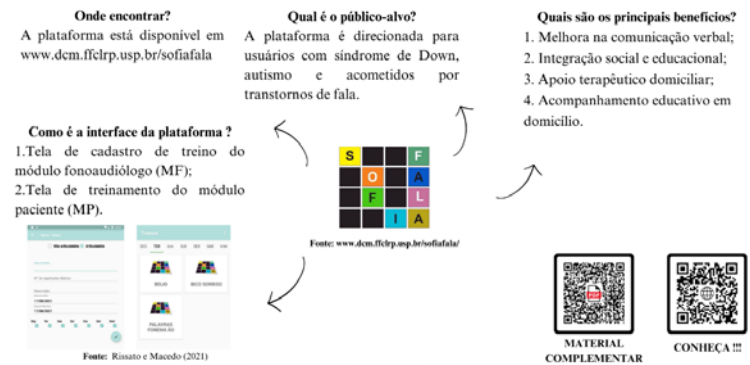 Onde encontrar?
A plataforma está disponível em
www.dcm.ffclrp.usp.br/sofiafala
Qual é o público-alvo?
A plataforma é direcionada para
usuários com síndrome de Down,
autismo e acometidos por
transtornos de fala.
Quais são os principais benefícios?
1. Melhora na comunicação verbal;
2. Integração social e educacional;
3. Apoio terapêutico domiciliar;
4. Acompanhamento educativo em
domicílio.
Como é a interface da plataforma ?
1.Tela de cadastro de treino do
módulo fonoaudiólogo (MF);
2.Tela de treinamento do módulo
paciente (MP).
S F
O A
F L
I A
Fonte: www.dcm.ffclrp.usp.br/sofiafala/
BEIJO
BICO SORRISO
PALAVRAS
Fonte: Rissato e Macedo (2021)
PDF
MATERIAL
COMPLEMENTAR
CONHEÇA !!!